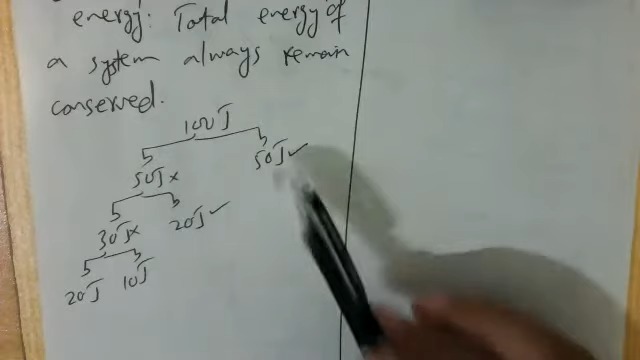 energy: Total energy of
a system always remain
conserved.
100J
50J× 50J✓
30J× 20J✓
20J 10J